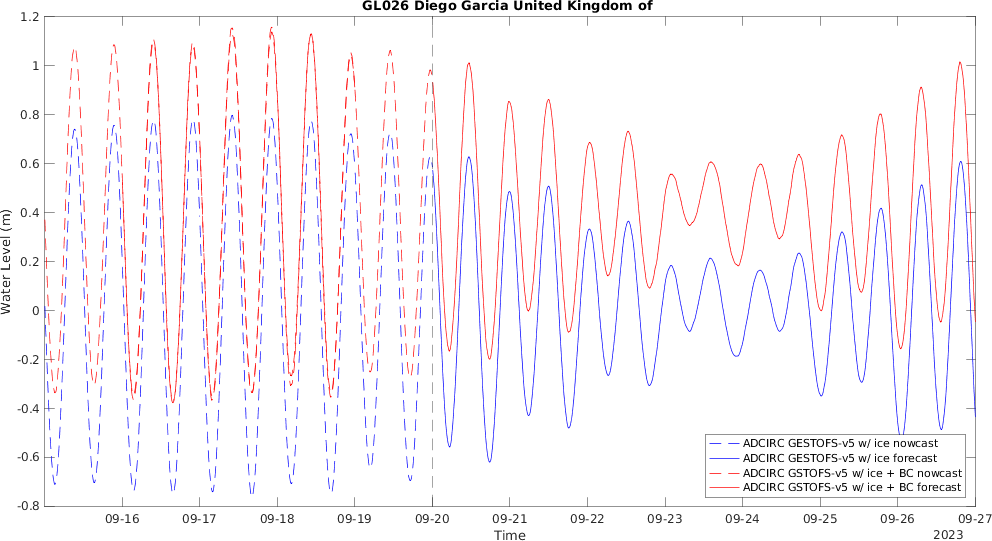 GL026 Diego Garcia United Kingdom of
1.2
1
0.8
0.6
0.4
0.2
0
-0.2
-0.4
-0.6
-0.8
Water Level (m)
ADCIRC GESTOFS-v5 w/ ice nowcast
ADCIRC GESTOFS-v5 w/ ice forecast
ADCIRC GSTOFS-v5 w/ ice + BC nowcast
ADCIRC GSTOFS-v5 w/ ice + BC forecast
09-16 09-17 09-18 09-19 09-20 09-21 09-22 09-23 09-24 09-25 09-26 09-27
Time
2023